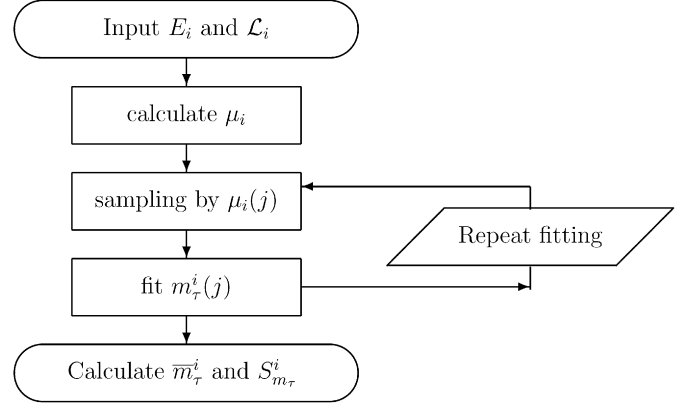 Input $E_i$ and $\mathcal{L}_i$
calculate $\mu_i$
sampling by $\mu_i(j)$
Repeat fitting
fit $m_\tau^i(j)$
Calculate $\overline{m}_\tau^i$ and $S_{m_\tau}^i$